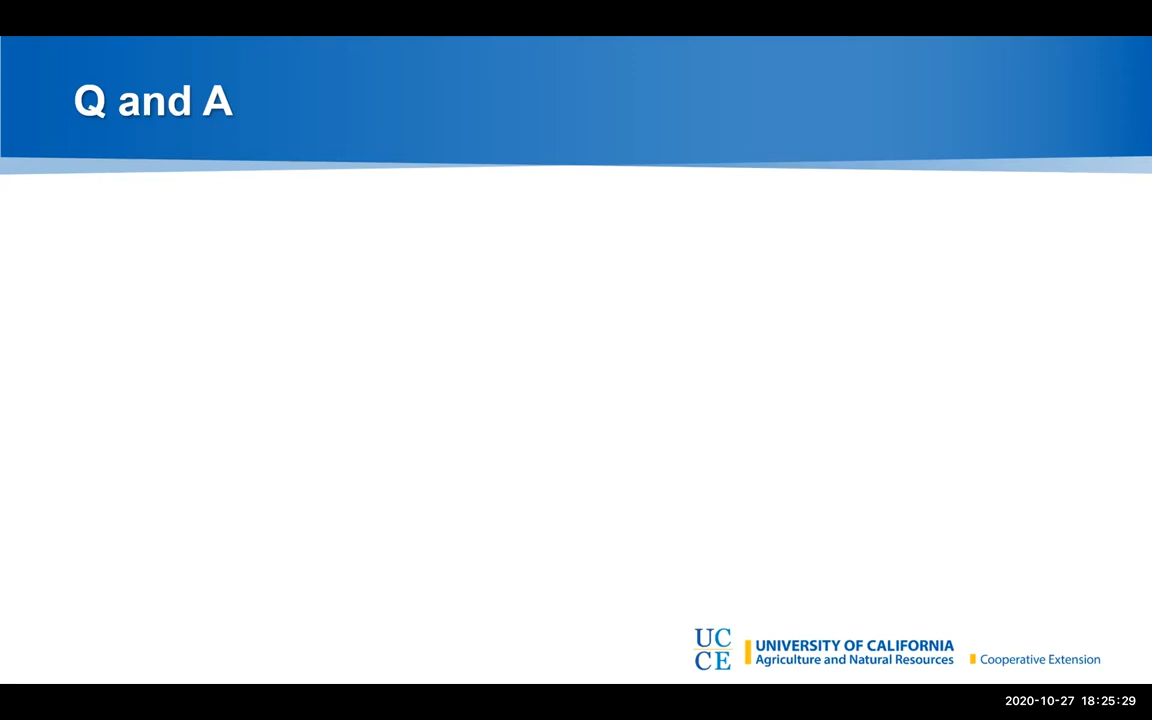 Q and A
UC
CE
UNIVERSITY OF CALIFORNIA
Agriculture and Natural Resources
Cooperative Extension
2020-10-27 18:25:29